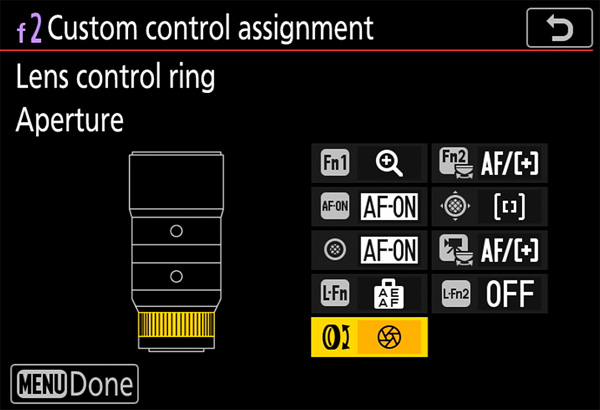 f2 Custom control assignment
Lens control ring
Aperture
Fn1 Fn2 AF/[+]
AF-ON AF-ON
AF-ON AF/[+]
L-Fn AE AF L-Fn2 OFF
MENU Done